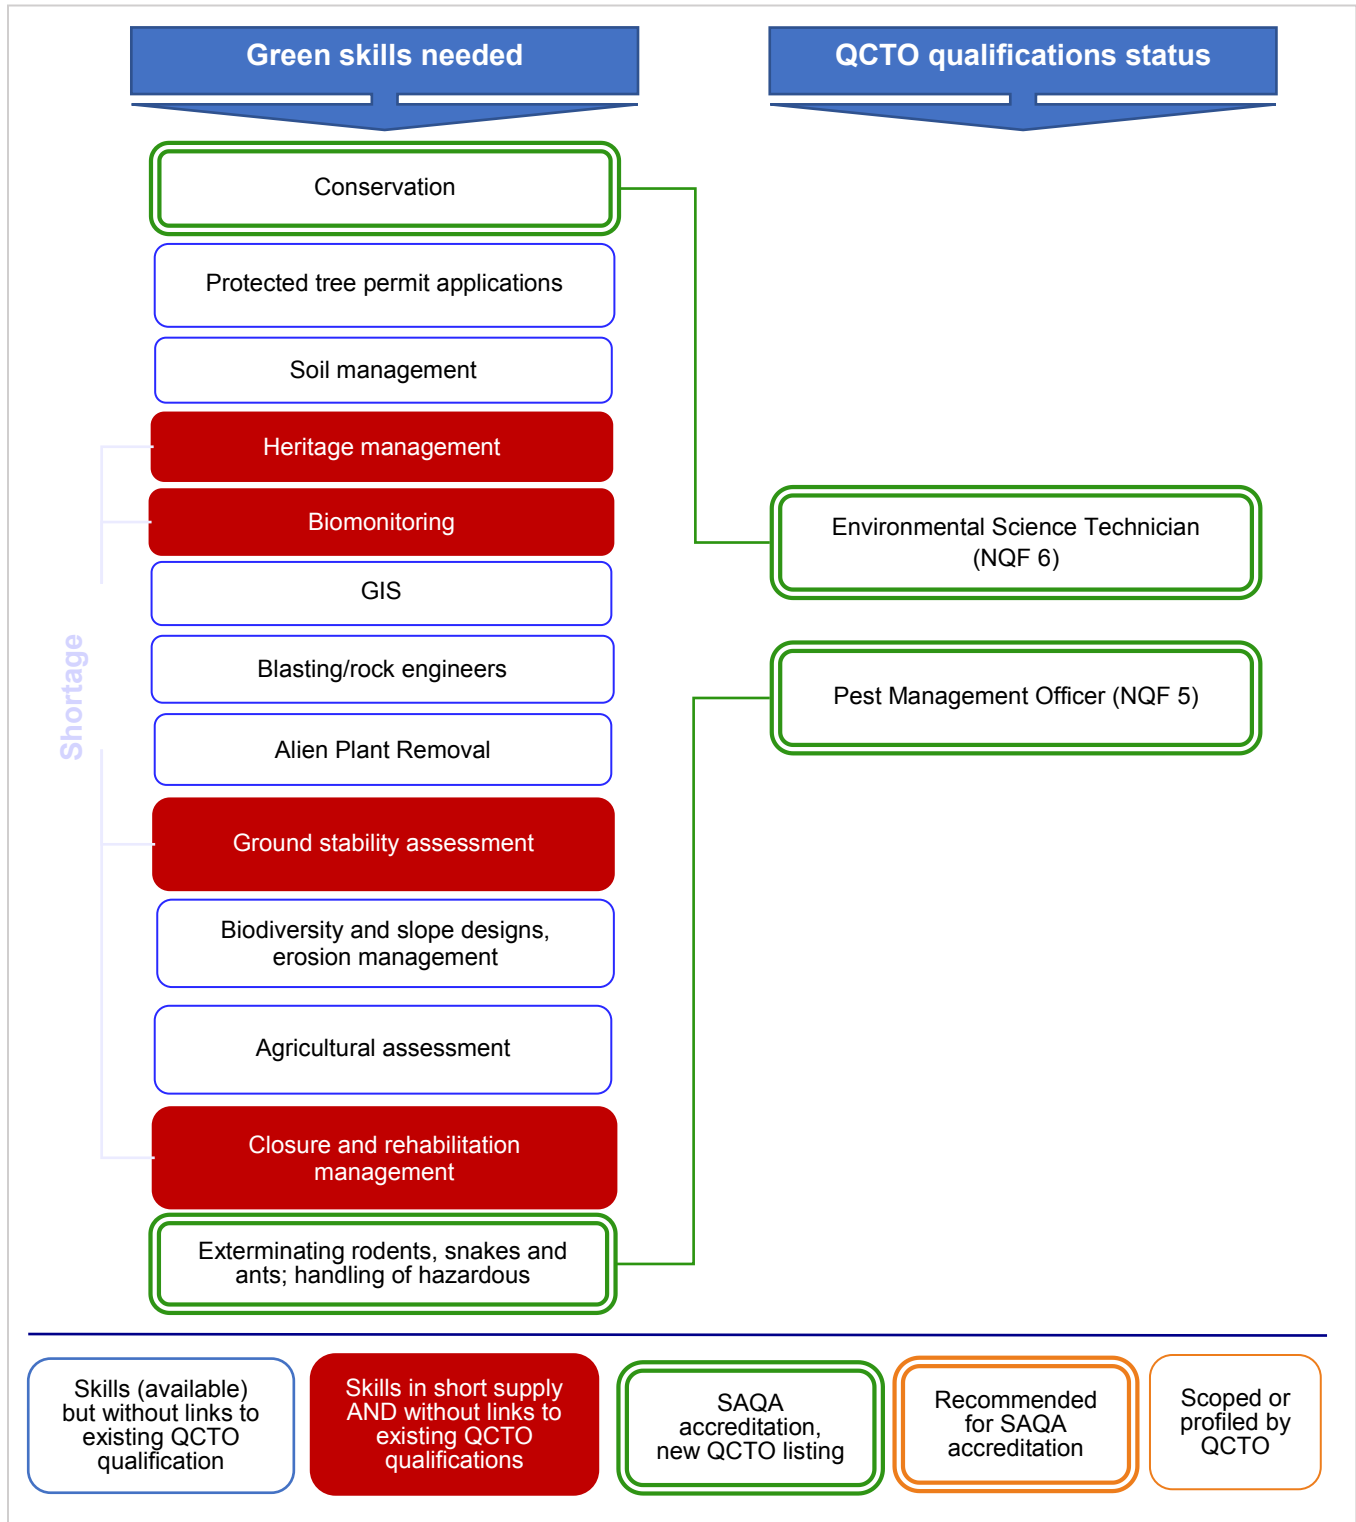 Green skills needed
QCTO qualifications status
Conservation
Protected tree permit applications
Soil management
Heritage management
Biomonitoring
GIS
Blasting/rock engineers
Alien Plant Removal
Ground stability assessment
Biodiversity and slope designs,
erosion management
Agricultural assessment
Closure and rehabilitation
management
Exterminating rodents, snakes and
ants; handling of hazardous
Shortage
Environmental Science Technician
(NQF 6)
Pest Management Officer (NQF 5)
Skills (available)
but without links to
existing QCTO
qualification
Skills in short supply
AND without links to
existing QCTO
qualifications
SAQA
accreditation,
new QCTO listing
Recommended
for SAQA
accreditation
Scoped or
profiled by
QCTO